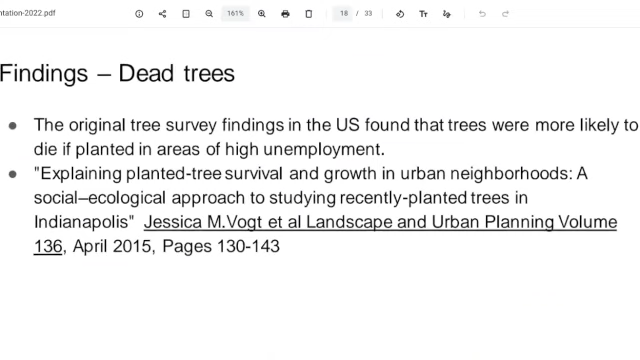 ntation-2022.pdf
161%
18 / 33
Findings – Dead trees
● The original tree survey findings in the US found that trees were more likely to
die if planted in areas of high unemployment.
● "Explaining planted-tree survival and growth in urban neighborhoods: A
social–ecological approach to studying recently-planted trees in
Indianapolis" Jessica M.Vogt et al Landscape and Urban Planning Volume
136, April 2015, Pages 130-143